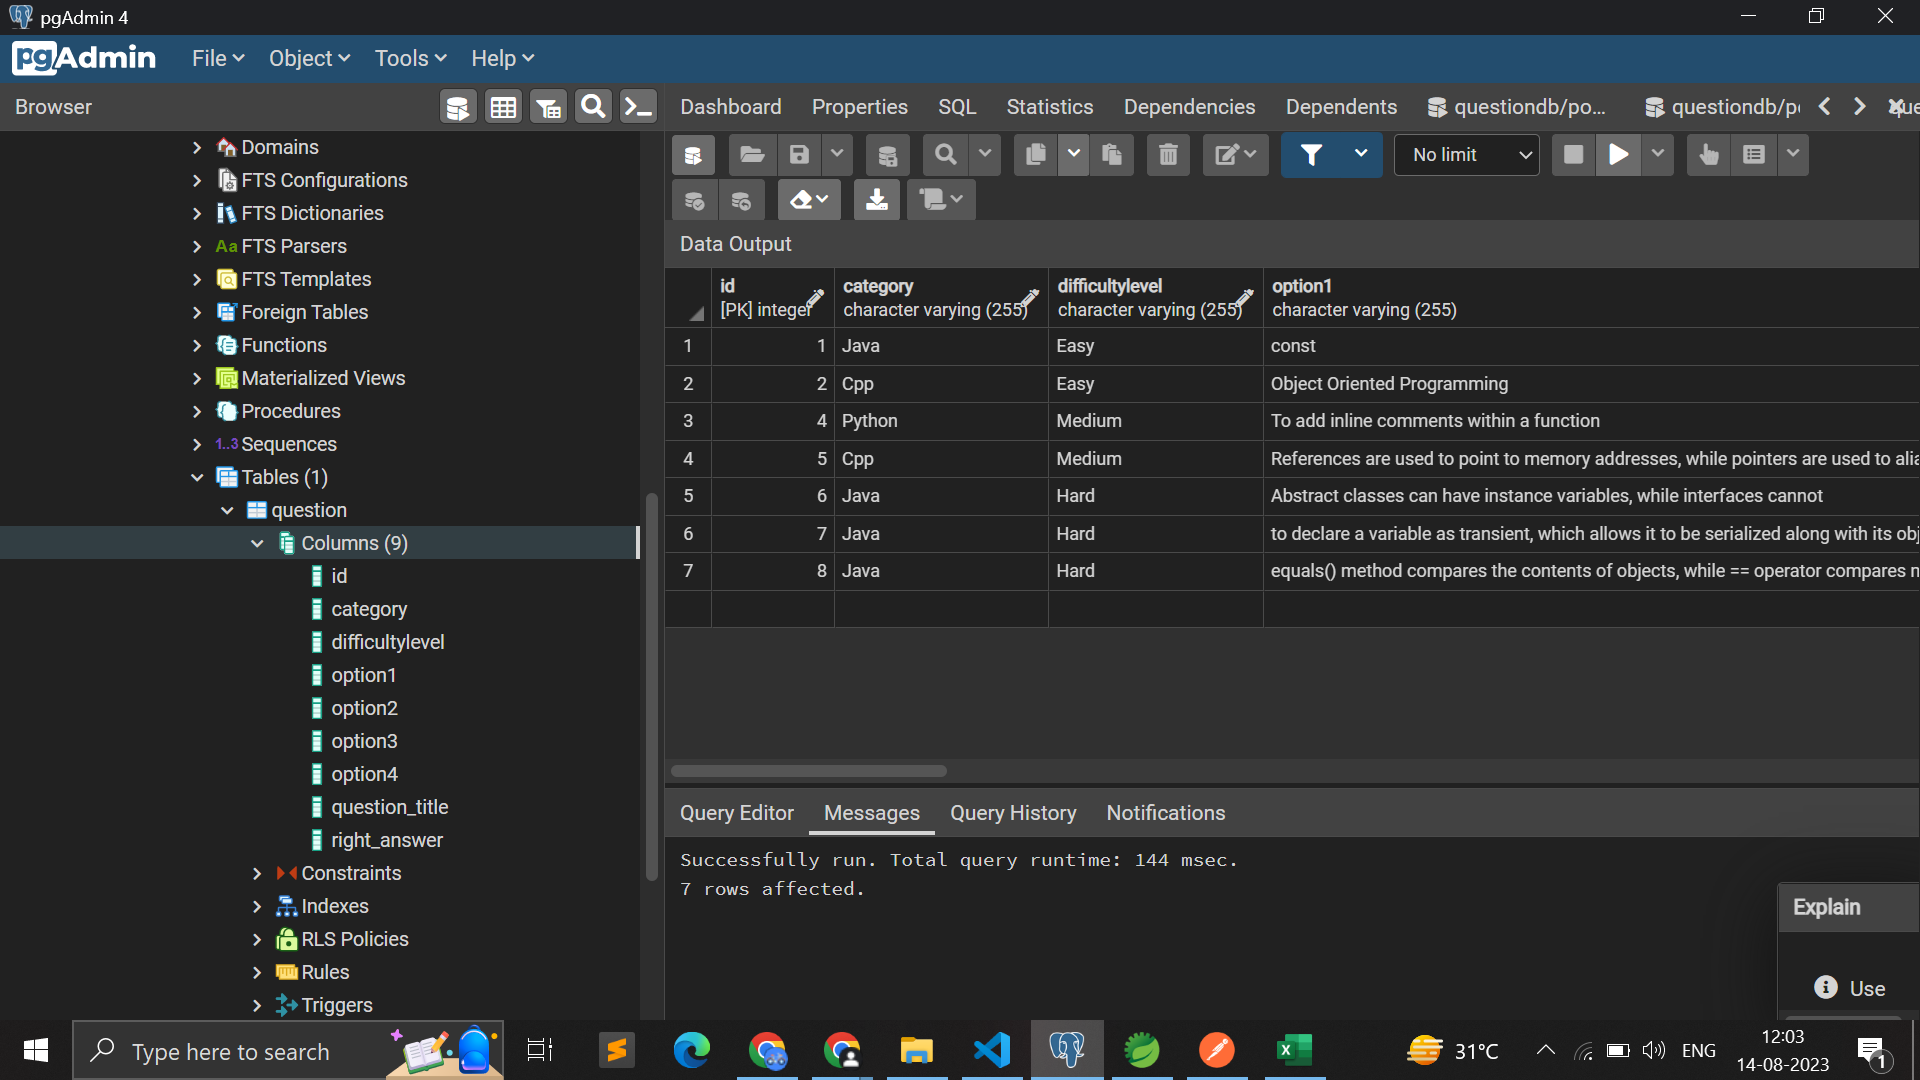 pgAdmin 4
pgAdmin File Object Tools Help
Browser
Dashboard Properties SQL Statistics Dependencies Dependents questiondb/po... questiondb/p
No limit
Domains
FTS Configurations
FTS Dictionaries
Aa FTS Parsers
FTS Templates
Foreign Tables
Functions
Materialized Views
Procedures
1..3 Sequences
Tables (1)
question
Columns (9)
id
category
difficultylevel
option1
option2
option3
option4
question_title
right_answer
Constraints
Indexes
RLS Policies
Rules
Triggers
Data Output
id category difficultylevel option1
[PK] integer character varying (255) character varying (255) character varying (255)
1 1 Java Easy const
2 2 Cpp Easy Object Oriented Programming
3 4 Python Medium To add inline comments within a function
4 5 Cpp Medium References are used to point to memory addresses, while pointers are used to alia
5 6 Java Hard Abstract classes can have instance variables, while interfaces cannot
6 7 Java Hard to declare a variable as transient, which allows it to be serialized along with its obj
7 8 Java Hard equals() method compares the contents of objects, while == operator compares
Query Editor Messages Query History Notifications
Successfully run. Total query runtime: 144 msec.
7 rows affected.
Explain
Use
Type here to search
31°C
ENG
12:03
14-08-2023
1